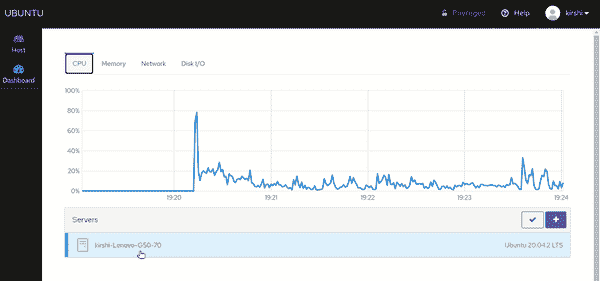 UBUNTU
Privileged
Help
kirshi
Host
Dashboard
CPU Memory Network Disk I/O
100%
80%
60%
40%
20%
0%
19:20 19:21 19:22 19:23 19:24
Servers
kirshi-Lenovo-G50-70 Ubuntu 20.04.2 LTS